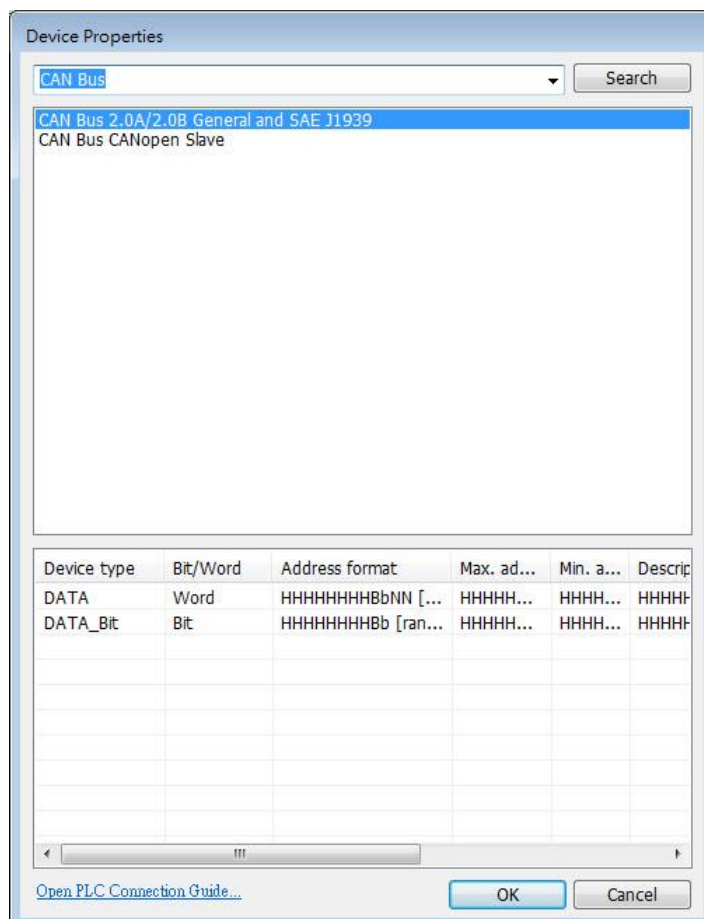 Device Properties
CAN Bus Search
CAN Bus 2.0A/2.0B General and SAE J1939
CAN Bus CANopen Slave
Device type Bit/Word Address format Max. ad... Min. a... Descrip
DATA Word HHHHHHHHBbNN [... HHHHH... HHHH... HHHHH
DATA_Bit Bit HHHHHHHHBb [ran... HHHHH... HHHH... HHHHH
Open PLC Connection Guide... OK Cancel